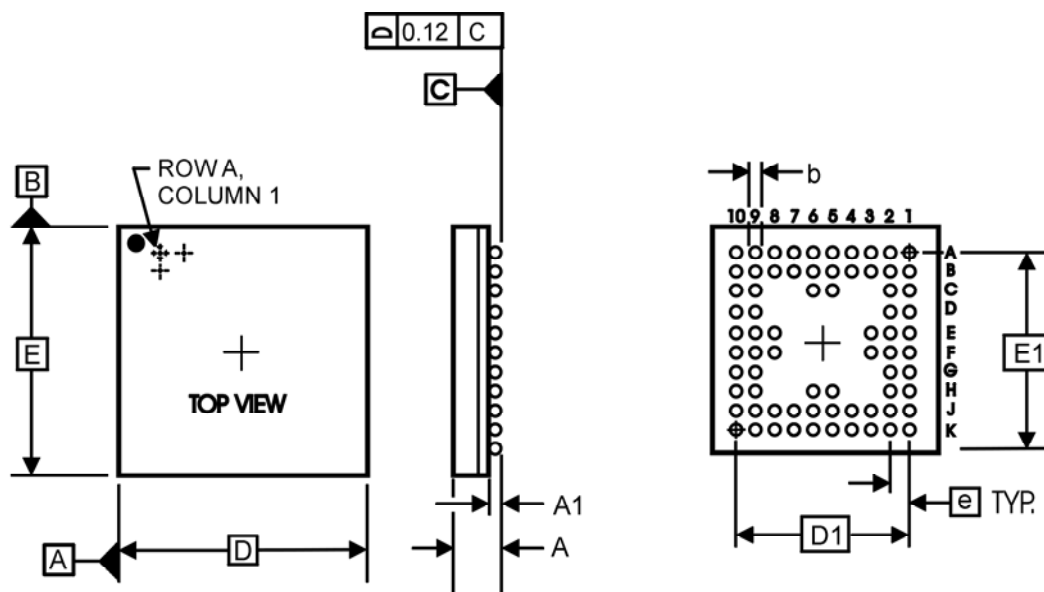 ⌓ 0.12 C
C
B
ROW A,
COLUMN 1
b
10 9 8 7 6 5 4 3 2 1
A
B
C
D
E
F
G
H
J
K
E
E1
TOP VIEW
A1
e TYP.
A
D
D1
A